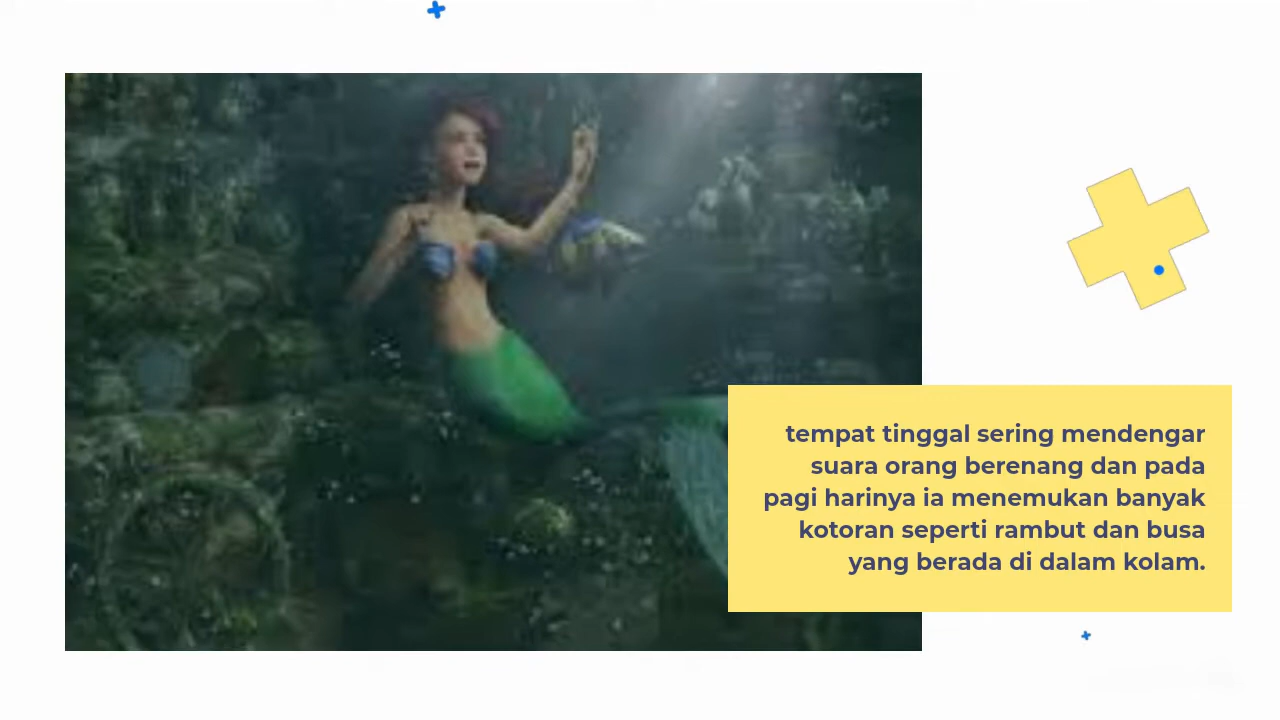 tempat tinggal sering mendengar
suara orang berenang dan pada
pagi harinya ia menemukan banyak
kotoran seperti rambut dan busa
yang berada di dalam kolam.